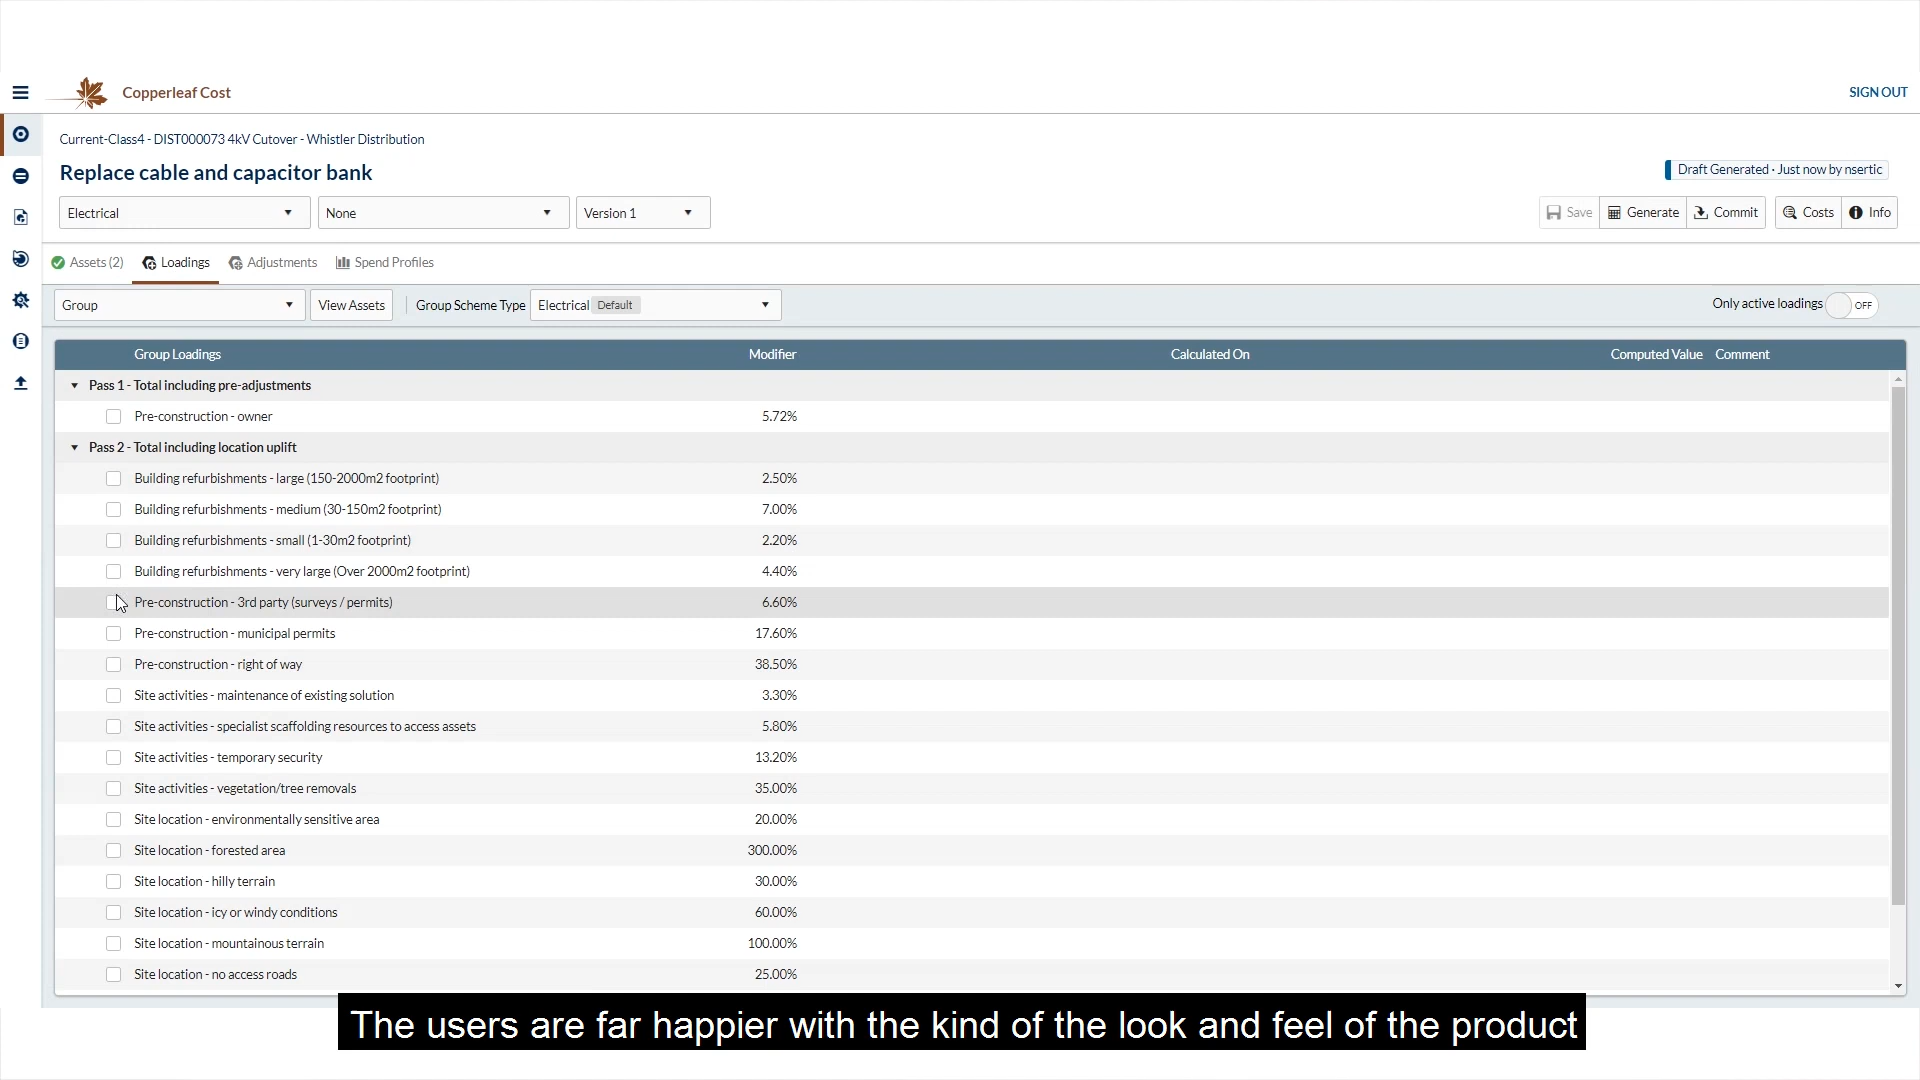 Copperleaf Cost
SIGN OUT
Current-Class4 - DIST000073 4kV Cutover - Whistler Distribution
Replace cable and capacitor bank
Draft Generated · Just now by nsertic
Electrical
None
Version 1
Save
Generate
Commit
Costs
Info
Assets (2)
Loadings
Adjustments
Spend Profiles
Group
View Assets
Group Scheme Type
Electrical Default
Only active loadings
OFF
Group Loadings Modifier Calculated On Computed Value Comment
Pass 1 - Total including pre-adjustments
Pre-construction - owner 5.72%
Pass 2 - Total including location uplift
Building refurbishments - large (150-2000m2 footprint) 2.50%
Building refurbishments - medium (30-150m2 footprint) 7.00%
Building refurbishments - small (1-30m2 footprint) 2.20%
Building refurbishments - very large (Over 2000m2 footprint) 4.40%
Pre-construction - 3rd party (surveys / permits) 6.60%
Pre-construction - municipal permits 17.60%
Pre-construction - right of way 38.50%
Site activities - maintenance of existing solution 3.30%
Site activities - specialist scaffolding resources to access assets 5.80%
Site activities - temporary security 13.20%
Site activities - vegetation/tree removals 35.00%
Site location - environmentally sensitive area 20.00%
Site location - forested area 300.00%
Site location - hilly terrain 30.00%
Site location - icy or windy conditions 60.00%
Site location - mountainous terrain 100.00%
Site location - no access roads 25.00%
The users are far happier with the kind of the look and feel of the product